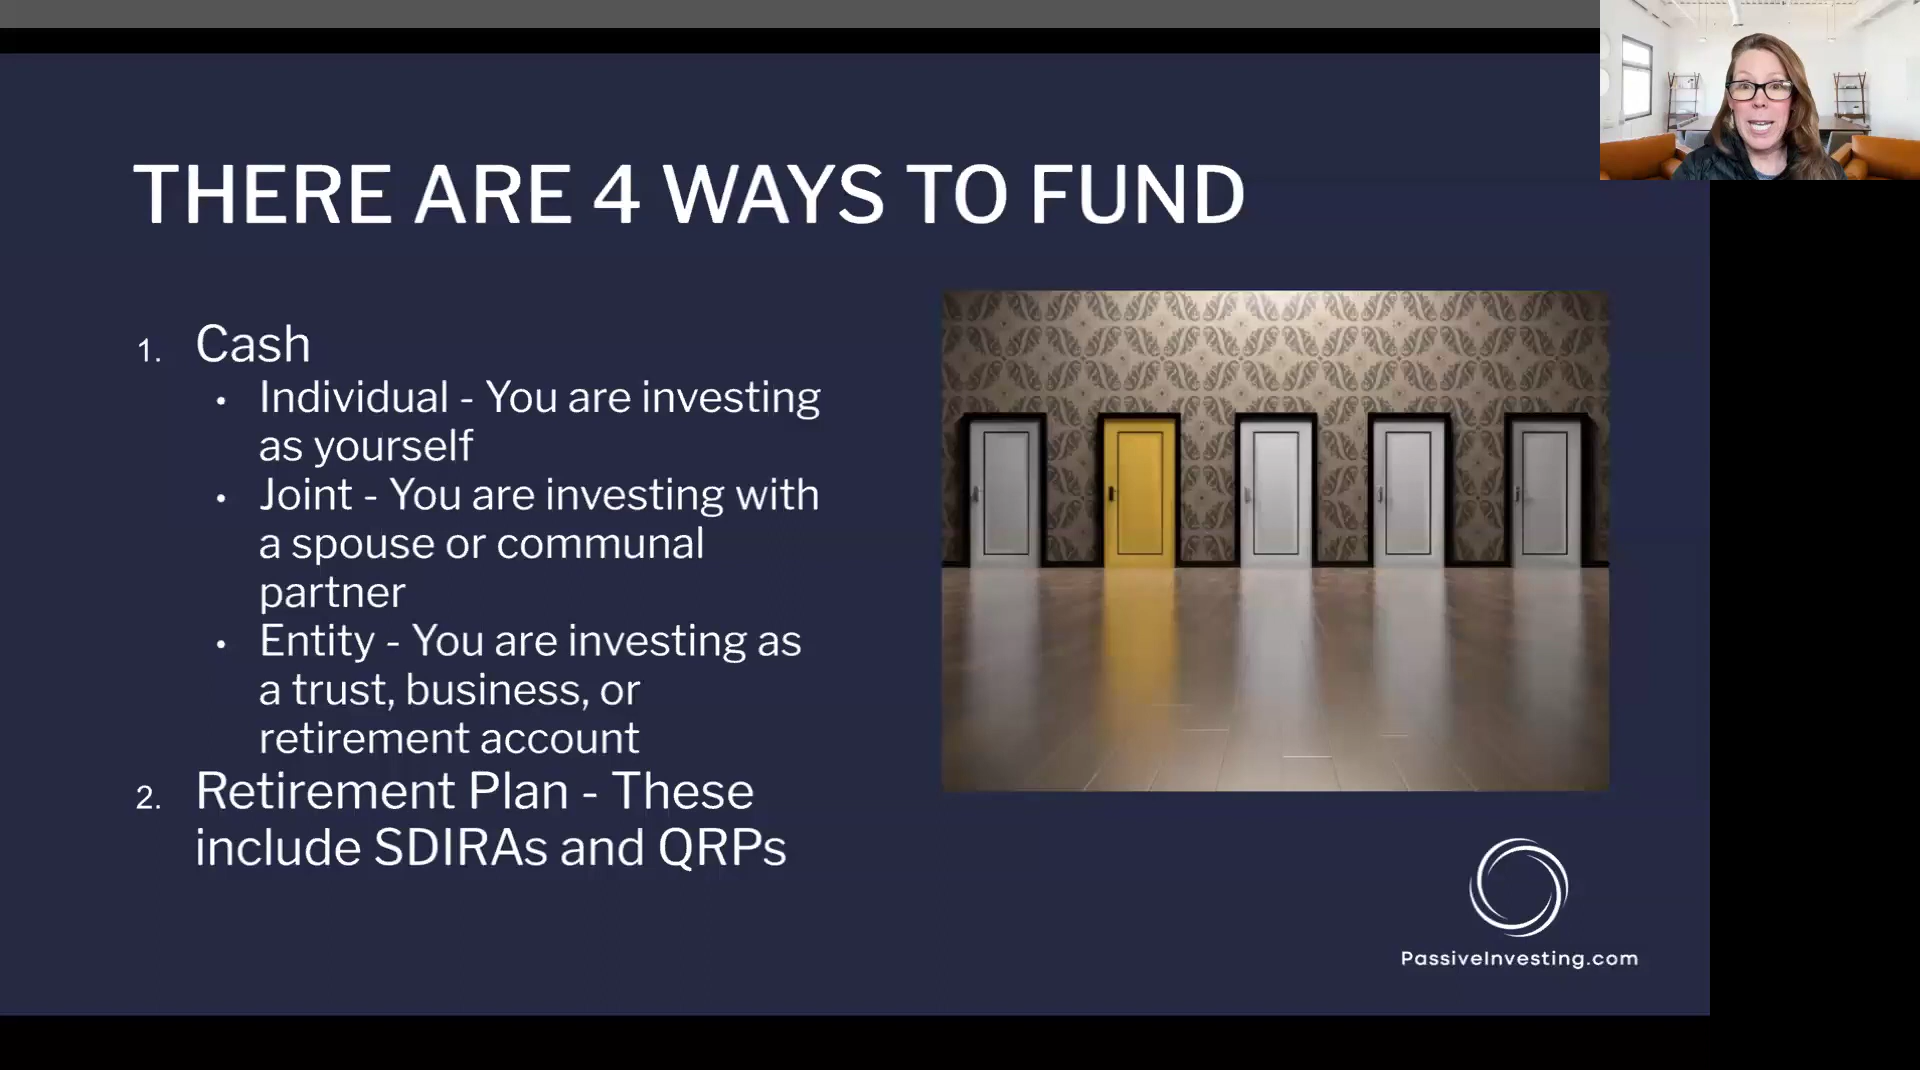 THERE ARE 4 WAYS TO FUND
1. Cash
• Individual - You are investing
as yourself
• Joint - You are investing with
a spouse or communal
partner
• Entity - You are investing as
a trust, business, or
retirement account
2. Retirement Plan - These
include SDIRAs and QRPs
PassiveInvesting.com